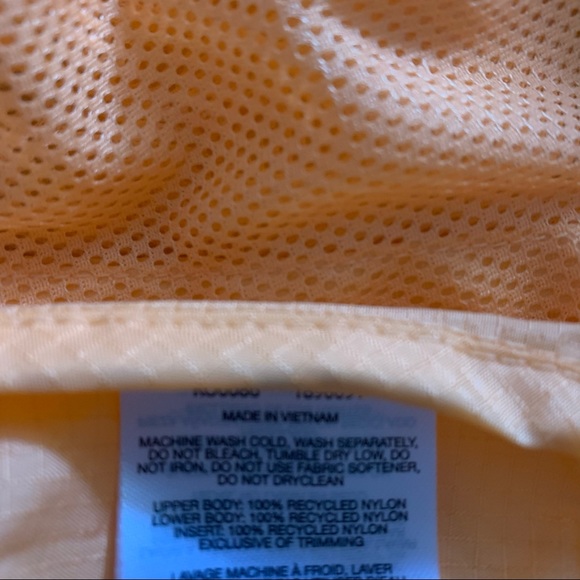 MADE IN VIETNAM
MACHINE WASH COLD, WASH SEPARATELY,
DO NOT BLEACH, TUMBLE DRY LOW, DO
NOT IRON, DO NOT USE FABRIC SOFTENER,
DO NOT DRYCLEAN
UPPER BODY: 100% RECYCLED NYLON
LOWER BODY: 100% RECYCLED NYLON
INSERT: 100% RECYCLED NYLON
EXCLUSIVE OF TRIMMING
LAVAGE MACHINE À FROID, LAVER